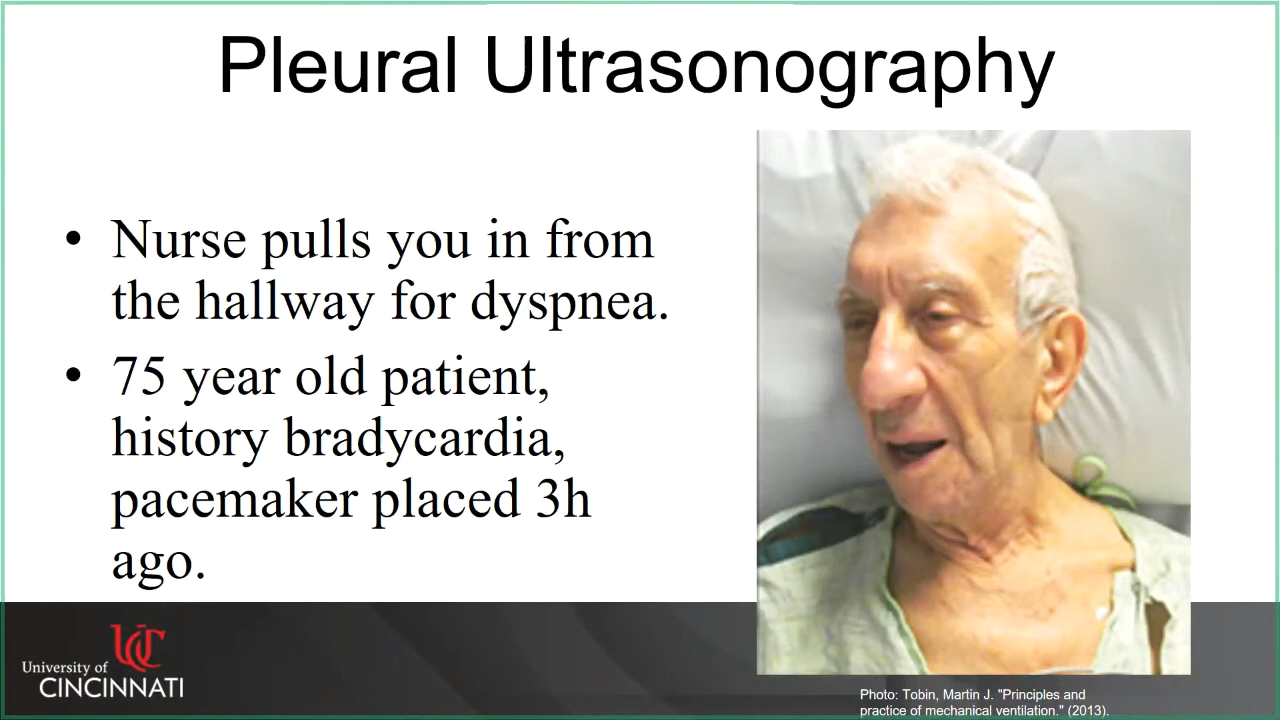 Pleural Ultrasonography
• Nurse pulls you in from
the hallway for dyspnea.
• 75 year old patient,
history bradycardia,
pacemaker placed 3h
ago.
UC
University of
CINCINNATI
Photo: Tobin, Martin J. "Principles and
practice of mechanical ventilation." (2013).